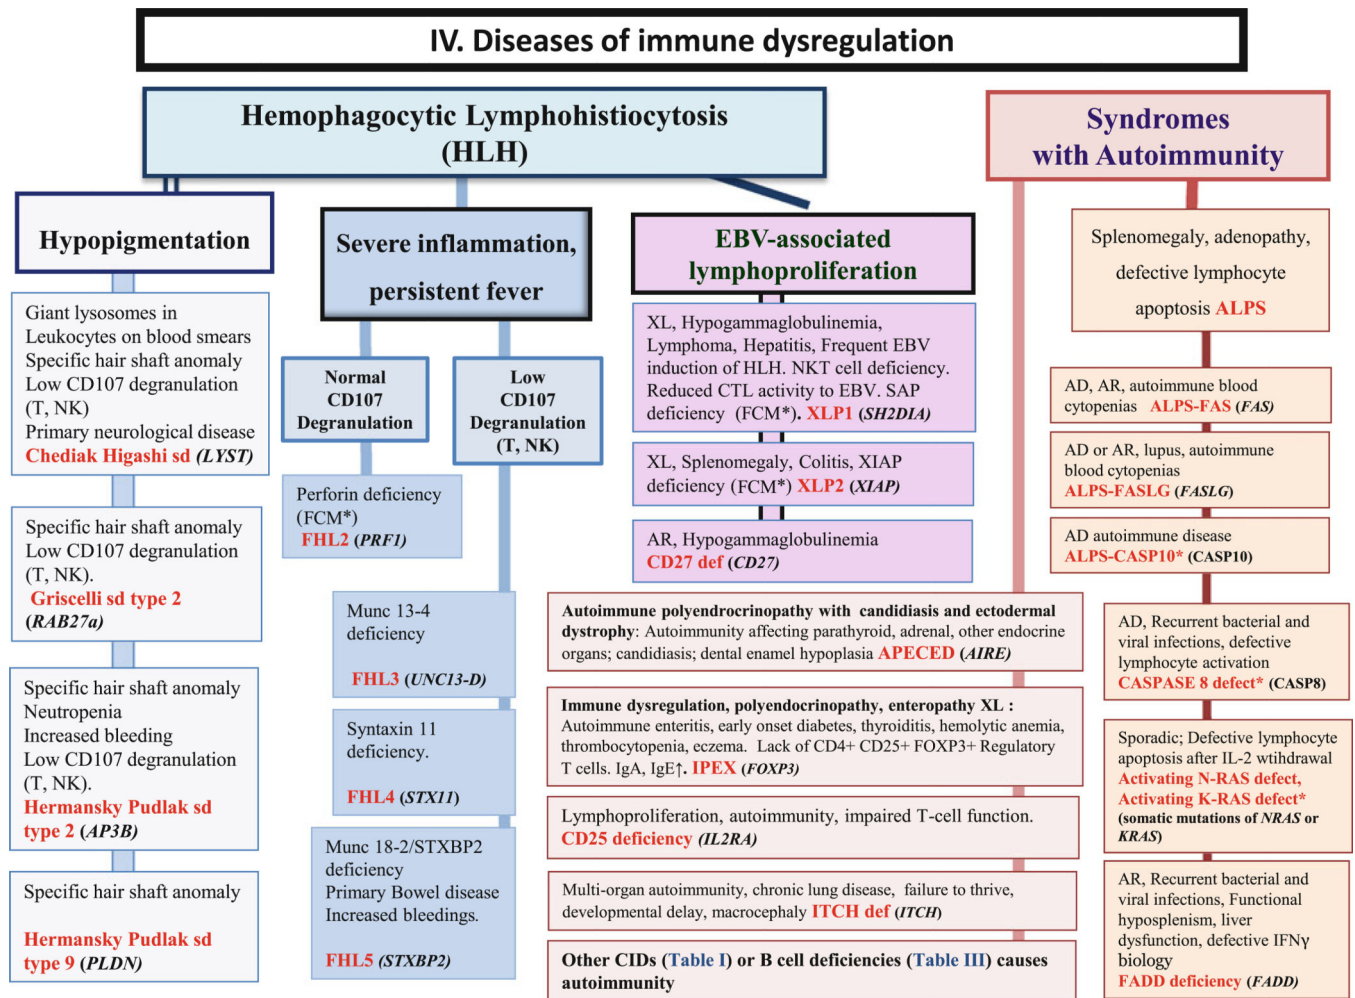 IV. Diseases of immune dysregulation
Hemophagocytic Lymphohistiocytosis
(HLH)
Hypopigmentation
Giant lysosomes in
Leukocytes on blood smears
Specific hair shaft anomaly
Low CD107 degranulation
(T, NK)
Primary neurological disease
Chediak Higashi sd (LYST)
Specific hair shaft anomaly
Low CD107 degranulation
(T, NK).
Griscelli sd type 2
(RAB27a)
Specific hair shaft anomaly
Neutropenia
Increased bleeding
Low CD107 degranulation
(T, NK).
Hermansky Pudlak sd
type 2 (AP3B)
Specific hair shaft anomaly
Hermansky Pudlak sd
type 9 (PLDN)
Severe inflammation,
persistent fever
Normal
CD107
Degranulation
Perforin deficiency
(FCM*)
FHL2 (PRF1)
Low
CD107
Degranulation
(T, NK)
Munc 13-4
deficiency
FHL3 (UNC13-D)
Syntaxin 11
deficiency.
FHL4 (STX11)
Munc 18-2/STXBP2
deficiency
Primary Bowel disease
Increased bleedings.
FHL5 (STXBP2)
EBV-associated
lymphoproliferation
XL, Hypogammaglobulinemia,
Lymphoma, Hepatitis, Frequent EBV
induction of HLH. NKT cell deficiency.
Reduced CTL activity to EBV. SAP
deficiency (FCM*). XLP1 (SH2DIA)
XL, Splenomegaly, Colitis, XIAP
deficiency (FCM*) XLP2 (XIAP)
AR, Hypogammaglobulinemia
CD27 def (CD27)
Syndromes
with Autoimmunity
Autoimmune polyendrocrinopathy with candidiasis and ectodermal
dystrophy: Autoimmunity affecting parathyroid, adrenal, other endocrine
organs; candidiasis; dental enamel hypoplasia APECED (AIRE)
Immune dysregulation, polyendocrinopathy, enteropathy XL :
Autoimmune enteritis, early onset diabetes, thyroiditis, hemolytic anemia,
thrombocytopenia, eczema. Lack of CD4+ CD25+ FOXP3+ Regulatory
T cells. IgA, IgE↑. IPEX (FOXP3)
Lymphoproliferation, autoimmunity, impaired T-cell function.
CD25 deficiency (IL2RA)
Multi-organ autoimmunity, chronic lung disease, failure to thrive,
developmental delay, macrocephaly ITCH def (ITCH)
Other CIDs (Table I) or B cell deficiencies (Table III) causes
autoimmunity
Splenomegaly, adenopathy,
defective lymphocyte
apoptosis ALPS
AD, AR, autoimmune blood
cytopenias ALPS-FAS (FAS)
AD or AR, lupus, autoimmune
blood cytopenias
ALPS-FASLG (FASLG)
AD autoimmune disease
ALPS-CASP10* (CASP10)
AD, Recurrent bacterial and
viral infections, defective
lymphocyte activation
CASPASE 8 defect* (CASP8)
Sporadic; Defective lymphocyte
apoptosis after IL-2 wtihdrawal
Activating N-RAS defect,
Activating K-RAS defect*
(somatic mutations of NRAS or
KRAS)
AR, Recurrent bacterial and
viral infections, Functional
hyposplenism, liver
dysfunction, defective IFNγ
biology
FADD deficiency (FADD)